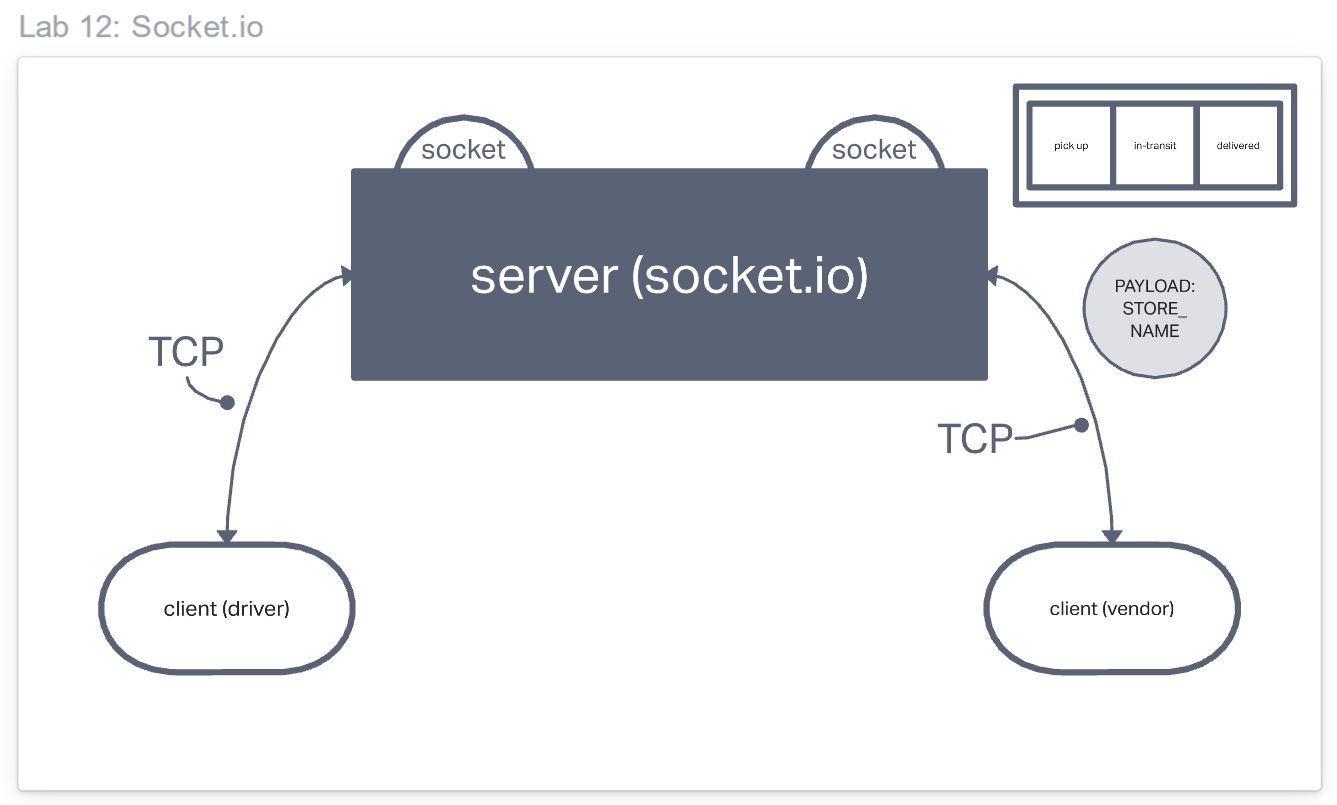 Lab 12: Socket.io
socket
socket
pick up
in-transit
delivered
server (socket.io)
PAYLOAD:
STORE_
NAME
TCP
TCP
client (driver)
client (vendor)